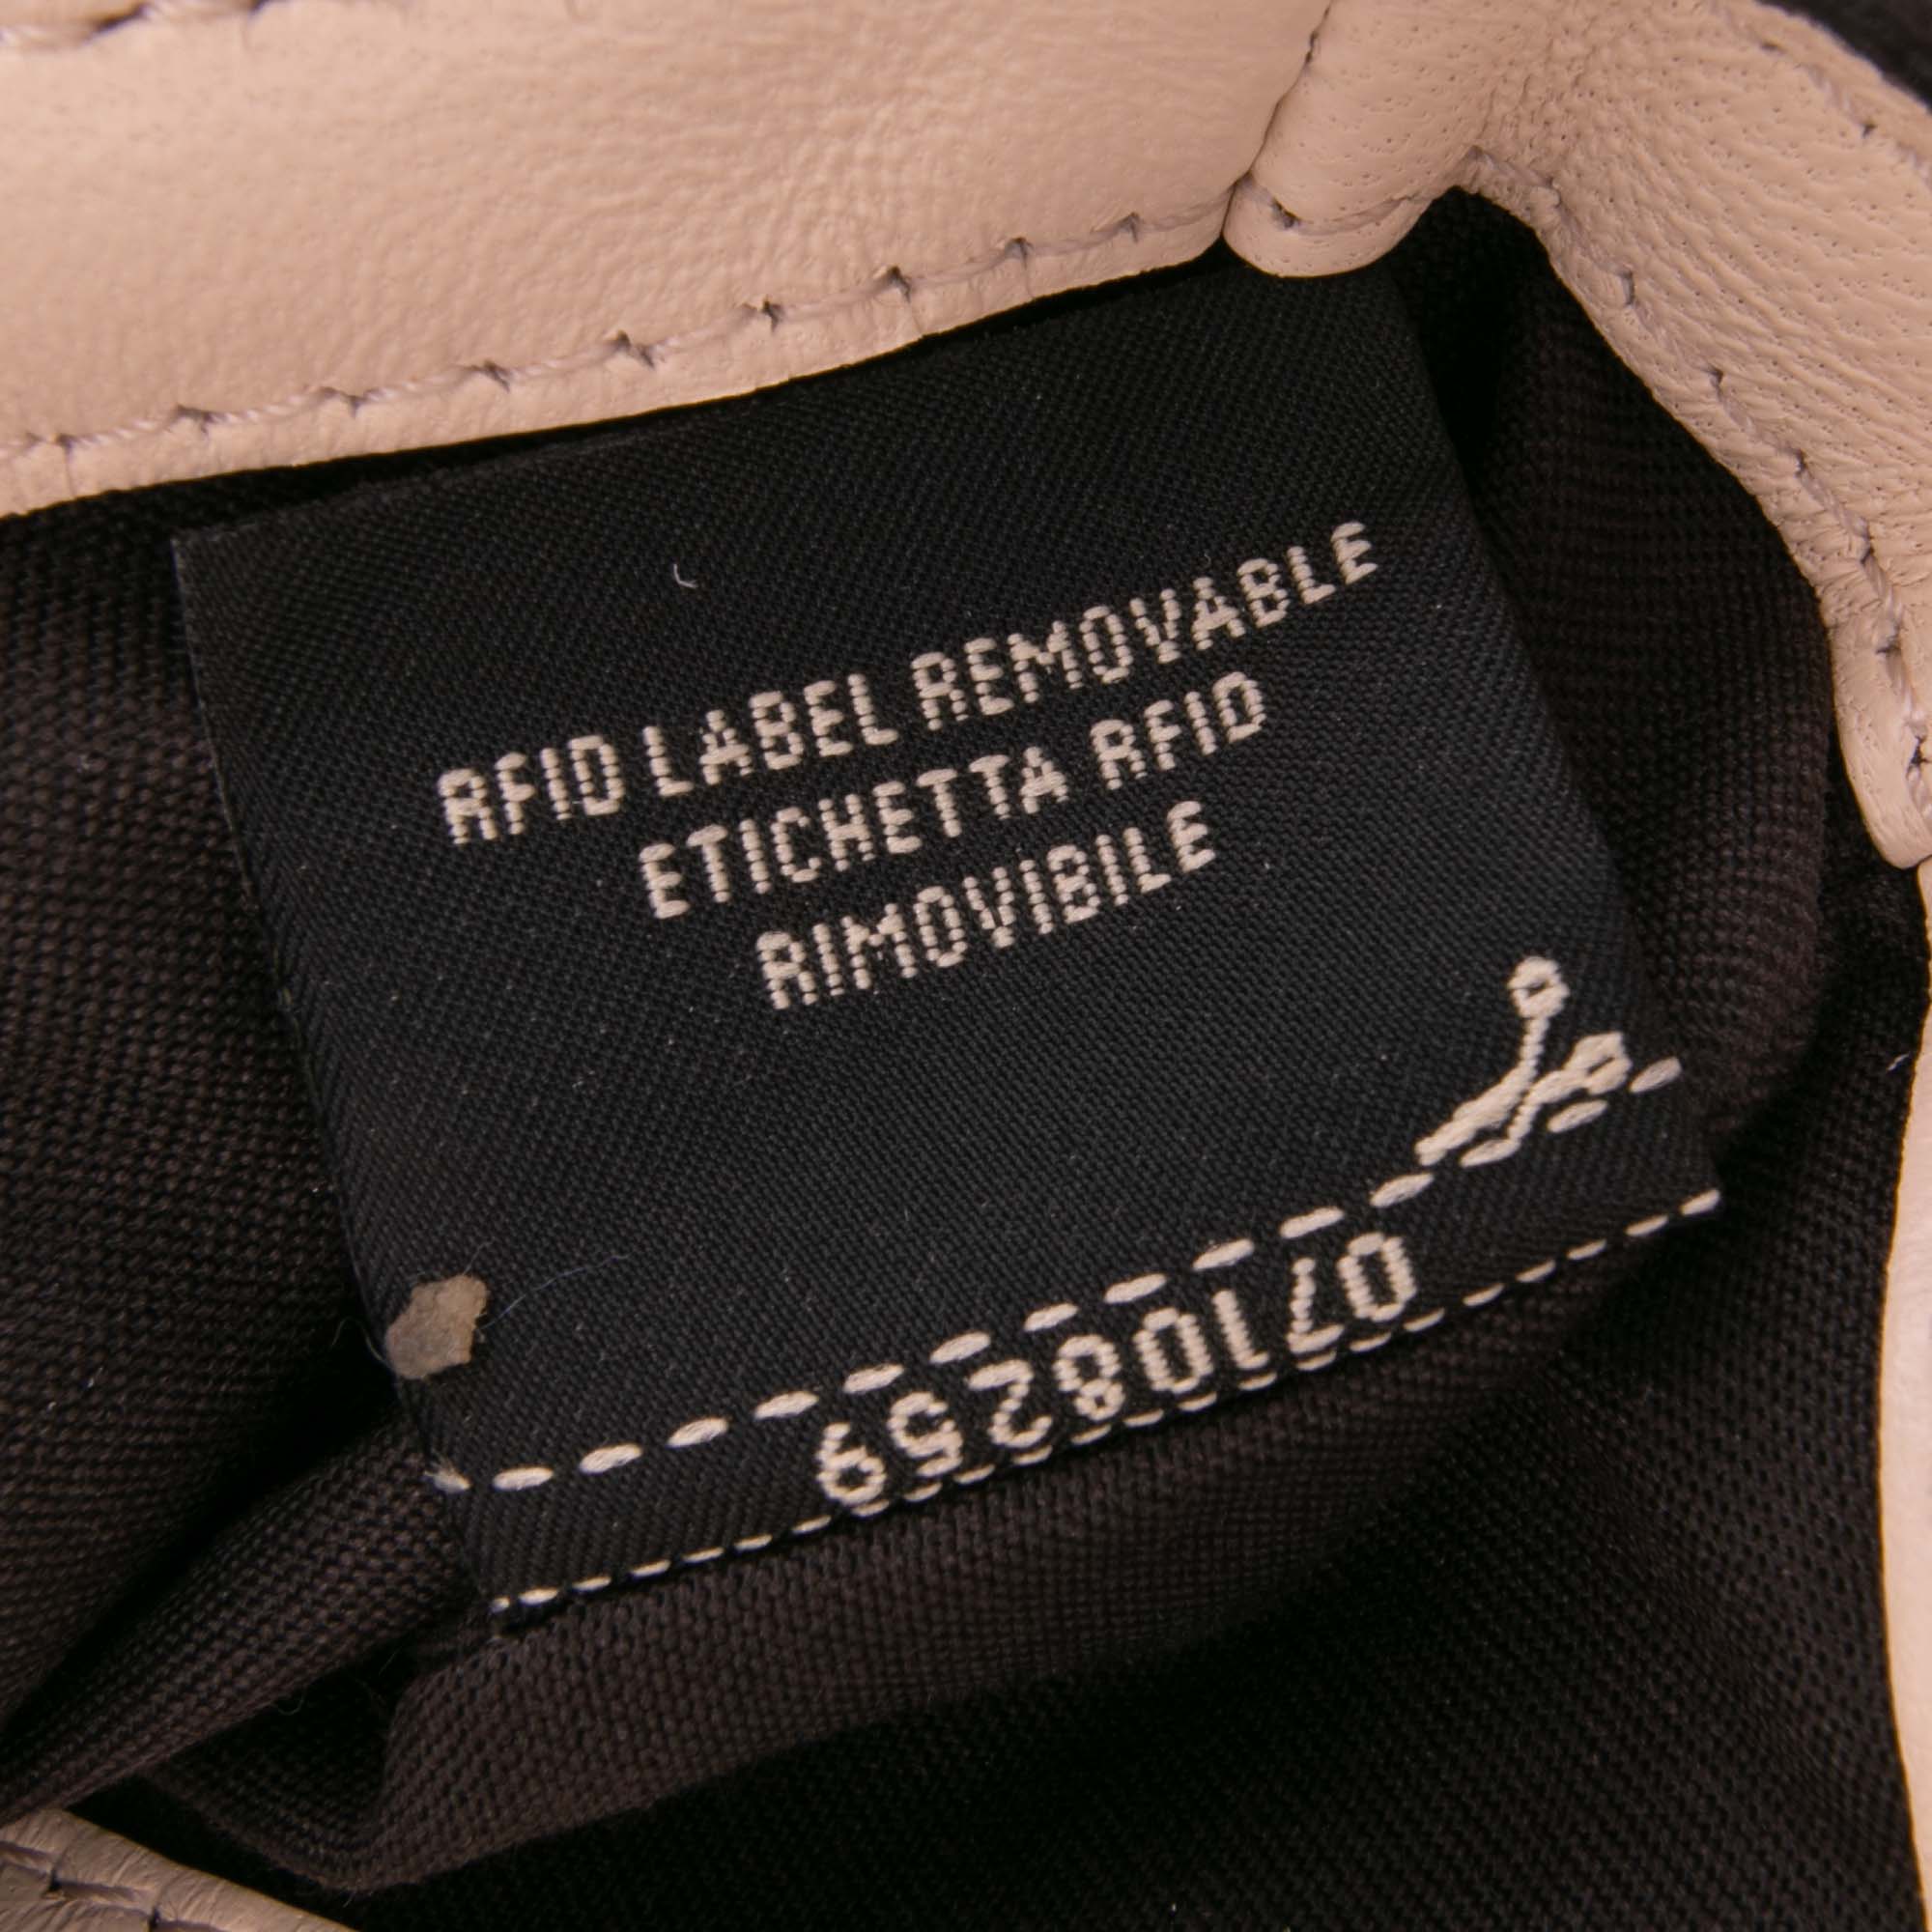 RFID LABEL REMOVABLE
ETICHETTA RFID
RIMOVIBILE
07108259